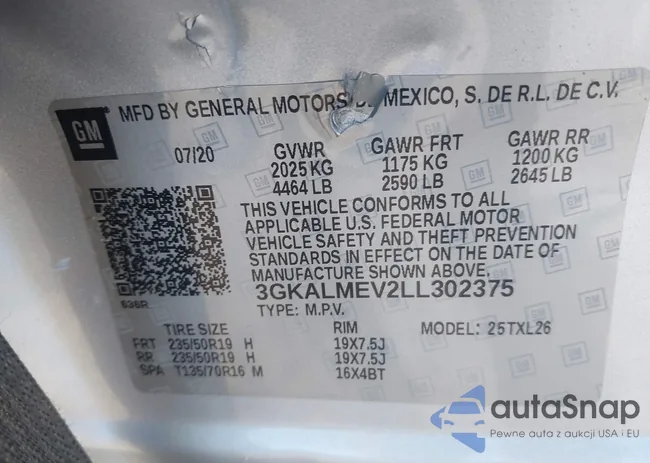 MFD BY GENERAL MOTORS DE MEXICO, S. DE R.L. DE C.V.
GM
07/20 GVWR GAWR FRT GAWR RR
2025 KG 1175 KG 1200 KG
4464 LB 2590 LB 2645 LB
THIS VEHICLE CONFORMS TO ALL
APPLICABLE U.S. FEDERAL MOTOR
VEHICLE SAFETY AND THEFT PREVENTION
STANDARDS IN EFFECT ON THE DATE OF
MANUFACTURE SHOWN ABOVE.
3GKALMEV2LL302375
636R
TYPE: M.P.V.
TIRE SIZE RIM MODEL: 25TXL26
FRT 235/50R19 H 19X7.5J
RR 235/50R19 H 19X7.5J
SPA T135/70R16 M 16X4BT
autaSnap
Pewne auta z aukcji USA i EU